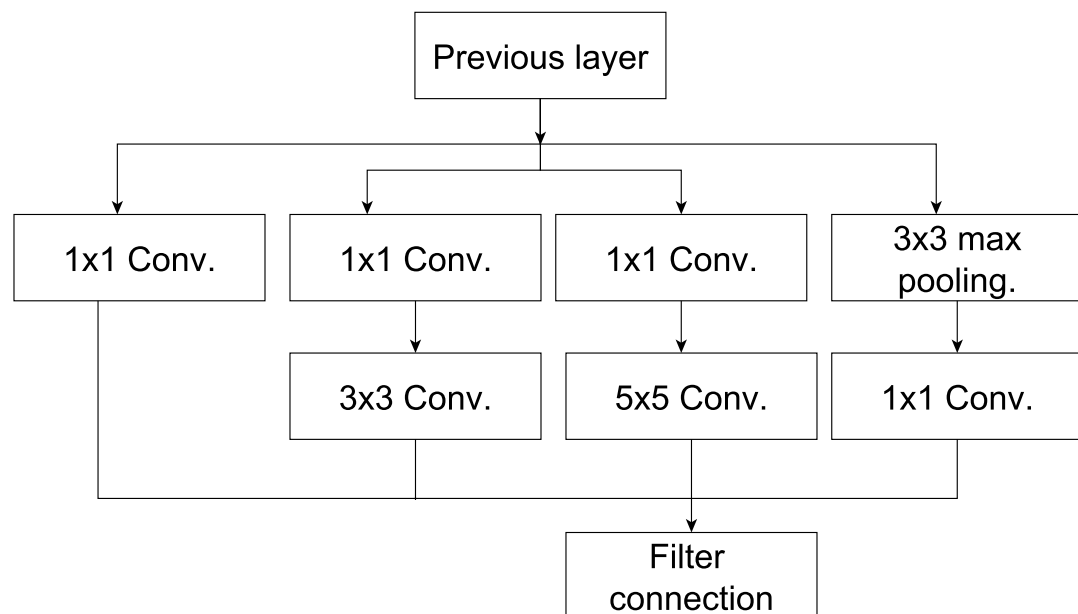 Previous layer
1x1 Conv.
1x1 Conv.
1x1 Conv.
3x3 max
pooling.
3x3 Conv.
5x5 Conv.
1x1 Conv.
Filter
connection